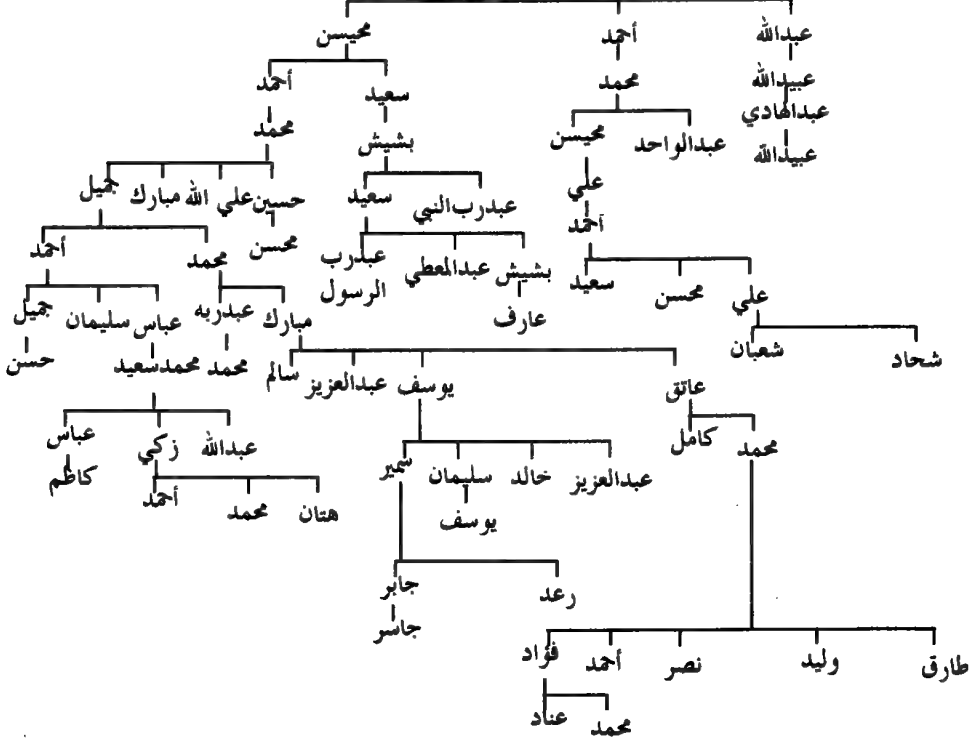 عبدالله أحمد محيسن
عبيدالله محمد أحمد سعيد
عبدالهادي محمد
عبدالواحد محيسن بشيش
عبيدالله
علي عبدرب النبي سعيد حسين علي الله مبارك جميل
أحمد محسن
بشيش عبدالمعطي عبدرب الرسول محمد أحمد
علي محسن سعيد
عارف مبارك عبدربه عباس سليمان جميل
شحاد شعبان
عاتق يوسف عبدالعزيز سالم محمد محمدسعيد حسن
محمد كامل عبدالله زكي عباس
عبدالعزيز خالد سليمان سمير كاظم
يوسف هتان محمد أحمد
رعد جابر
جاسر
طارق وليد نصر أحمد فؤاد
محمد عناد